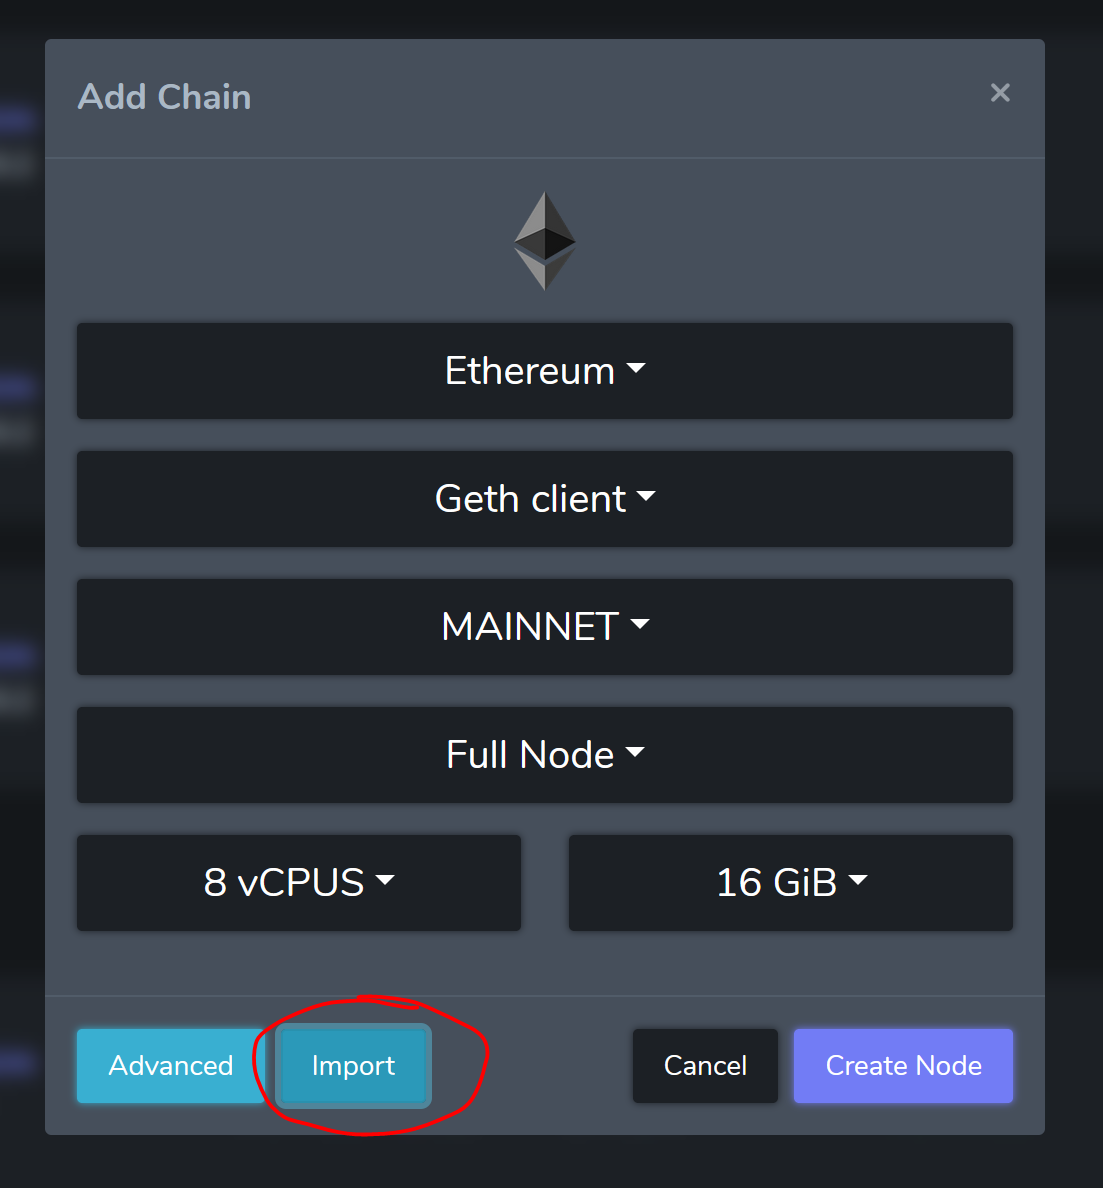 Add Chain
×
Ethereum
Geth client
MAINNET
Full Node
8 vCPUS
16 GiB
Advanced
Import
Cancel
Create Node